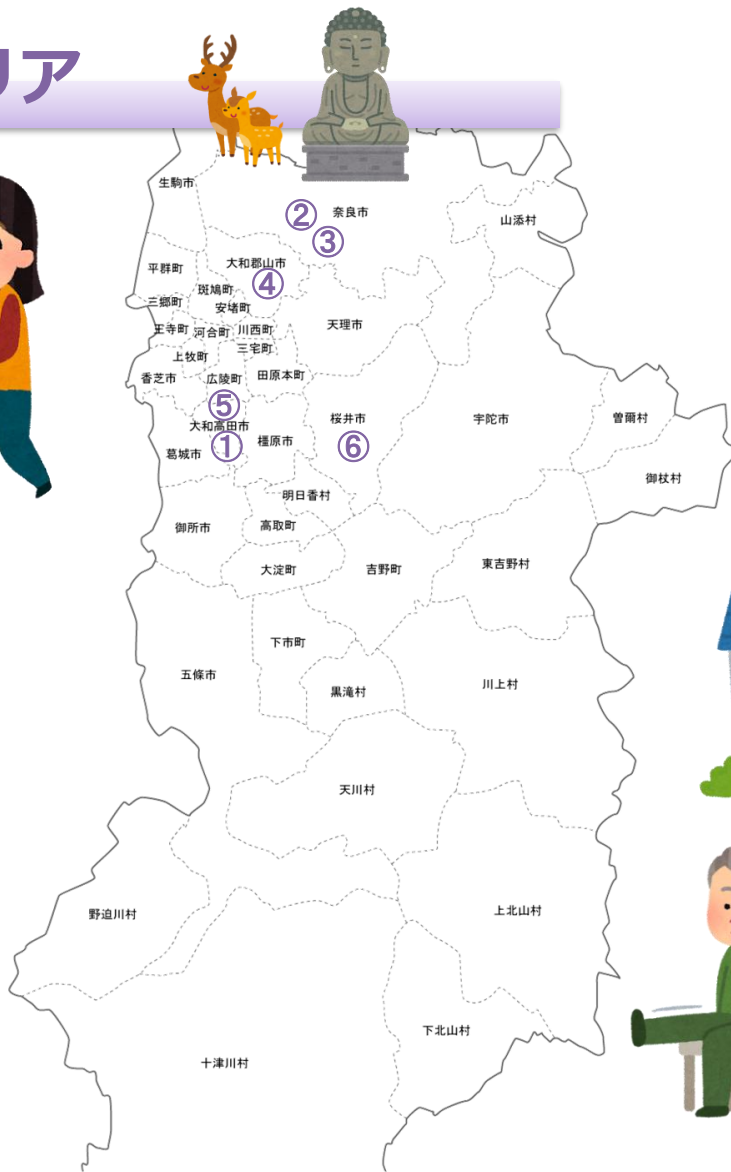 リア
生駒市
② 奈良市
山添村
③
平群町
大和郡山市
④
斑鳩町
三郷町
安堵町
天理市
王寺町
河合町
川西町
三宅町
上牧町
香芝市
広陵町
田原本町
⑤
大和高田市
桜井市
宇陀市
曽爾村
①
橿原市
⑥
葛城市
御杖村
明日香村
御所市
高取町
大淀町
吉野町
東吉野村
下市町
五條市
黒滝村
川上村
天川村
野迫川村
上北山村
下北山村
十津川村